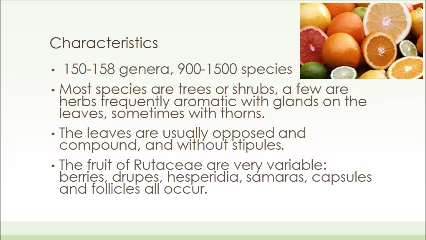 Characteristics
• 150-158 genera, 900-1500 species
• Most species are trees or shrubs, a few are
herbs frequently aromatic with glands on the
leaves, sometimes with thorns.
• The leaves are usually opposed and
compound, and without stipules.
• The fruit of Rutaceae are very variable:
berries, drupes, hesperidia, samaras, capsules
and follicles all occur.